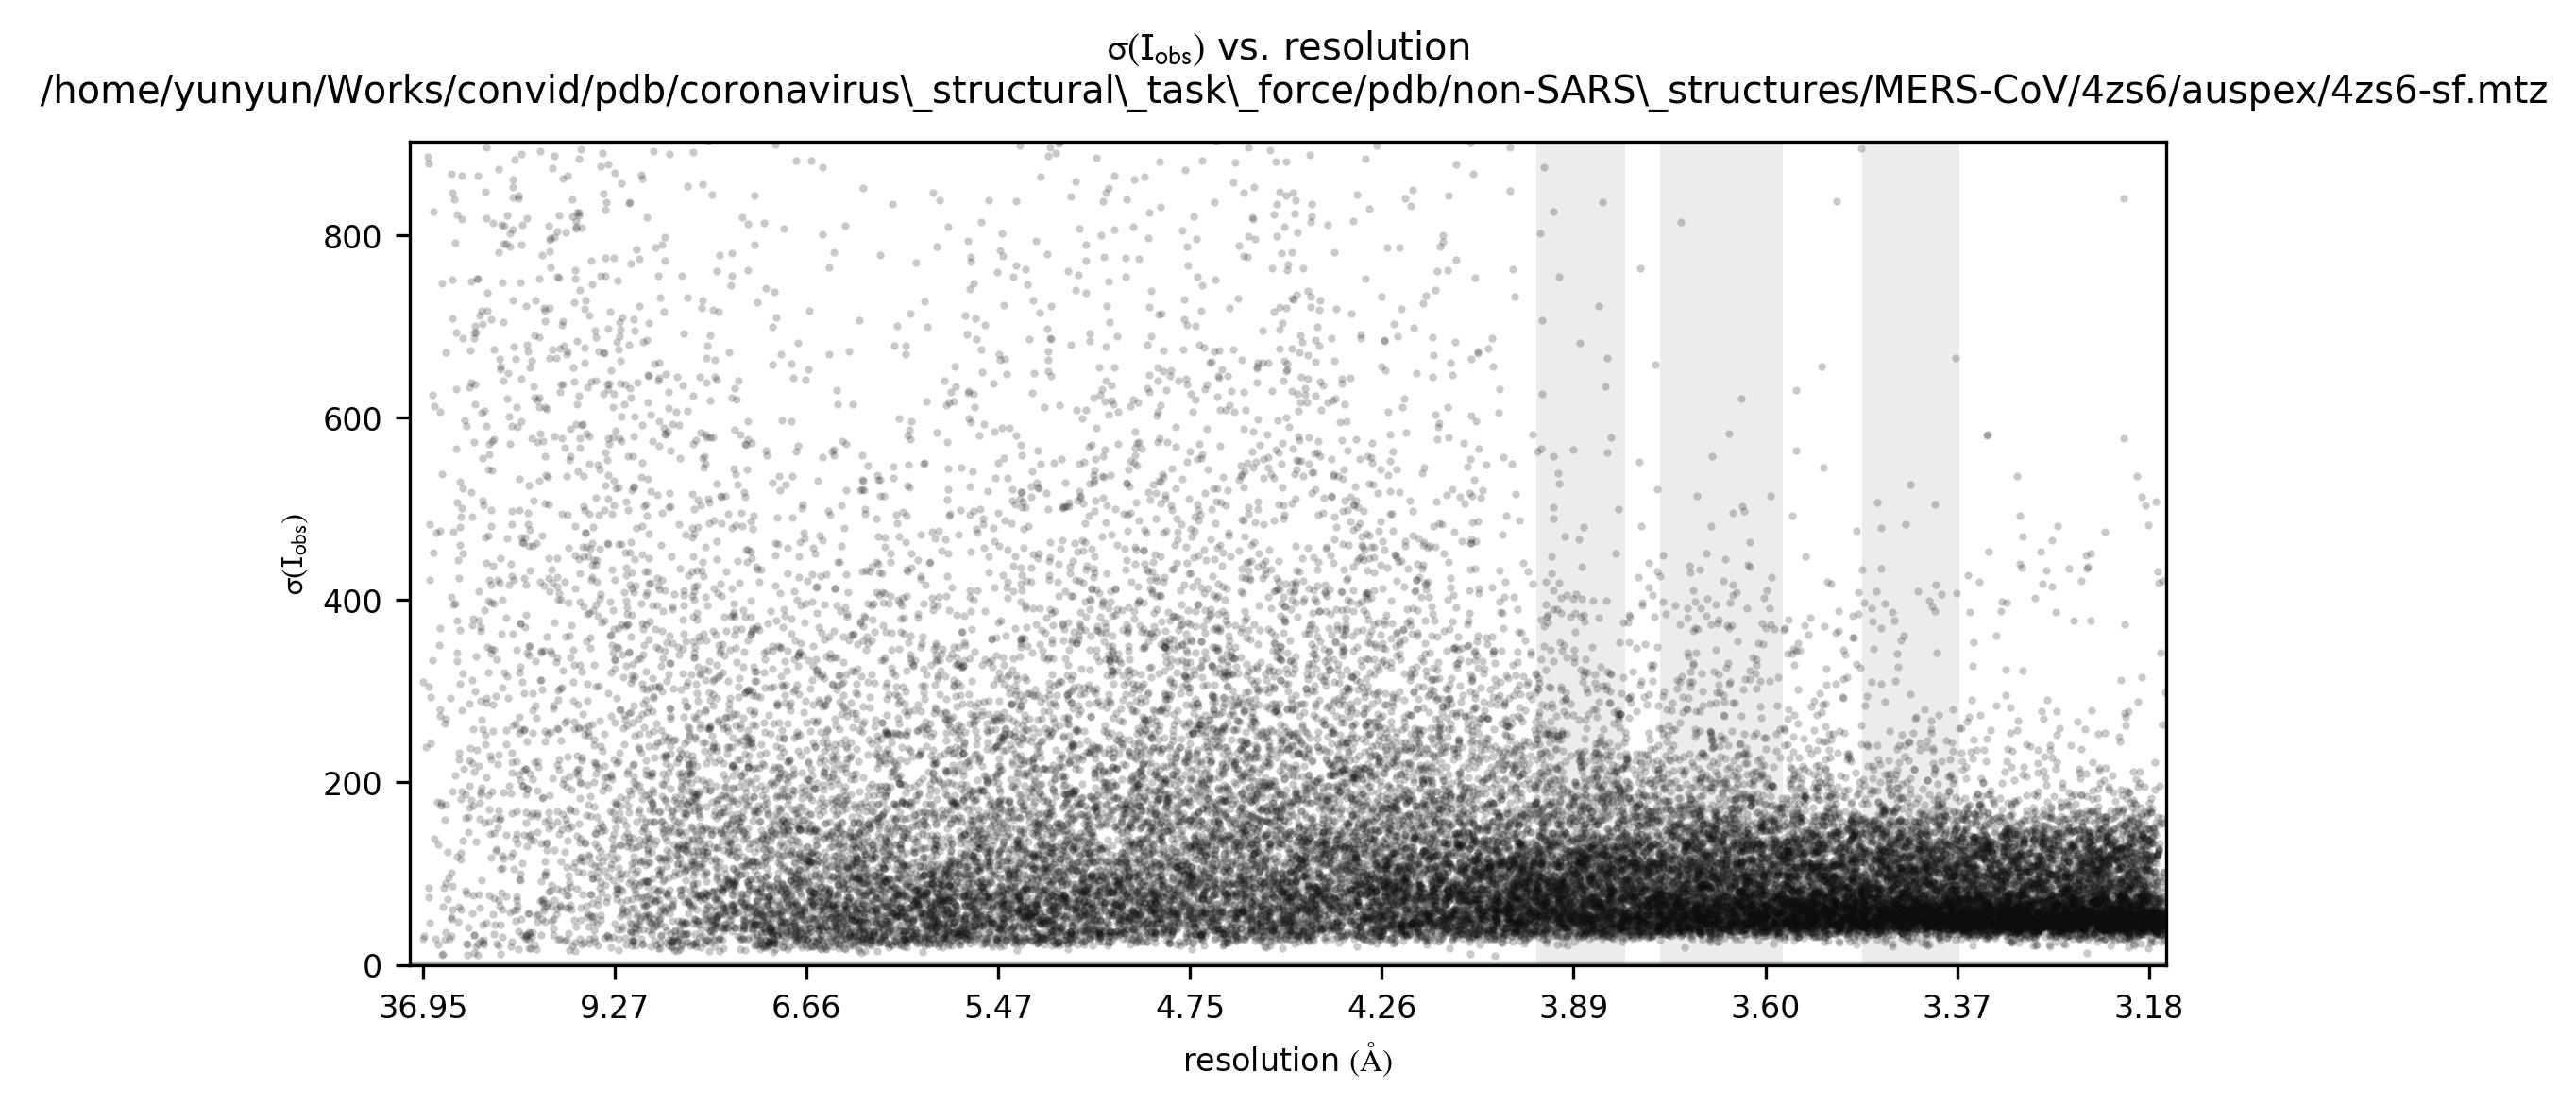 σ(I_obs) vs. resolution
/home/yunyun/Works/convid/pdb/coronavirus\_structural\_task\_force/pdb/non-SARS\_structures/MERS-CoV/4zs6/auspex/4zs6-sf.mtz
σ(I_obs)
800
600
400
200
0
36.95 9.27 6.66 5.47 4.75 4.26 3.89 3.60 3.37 3.18
resolution (Å)